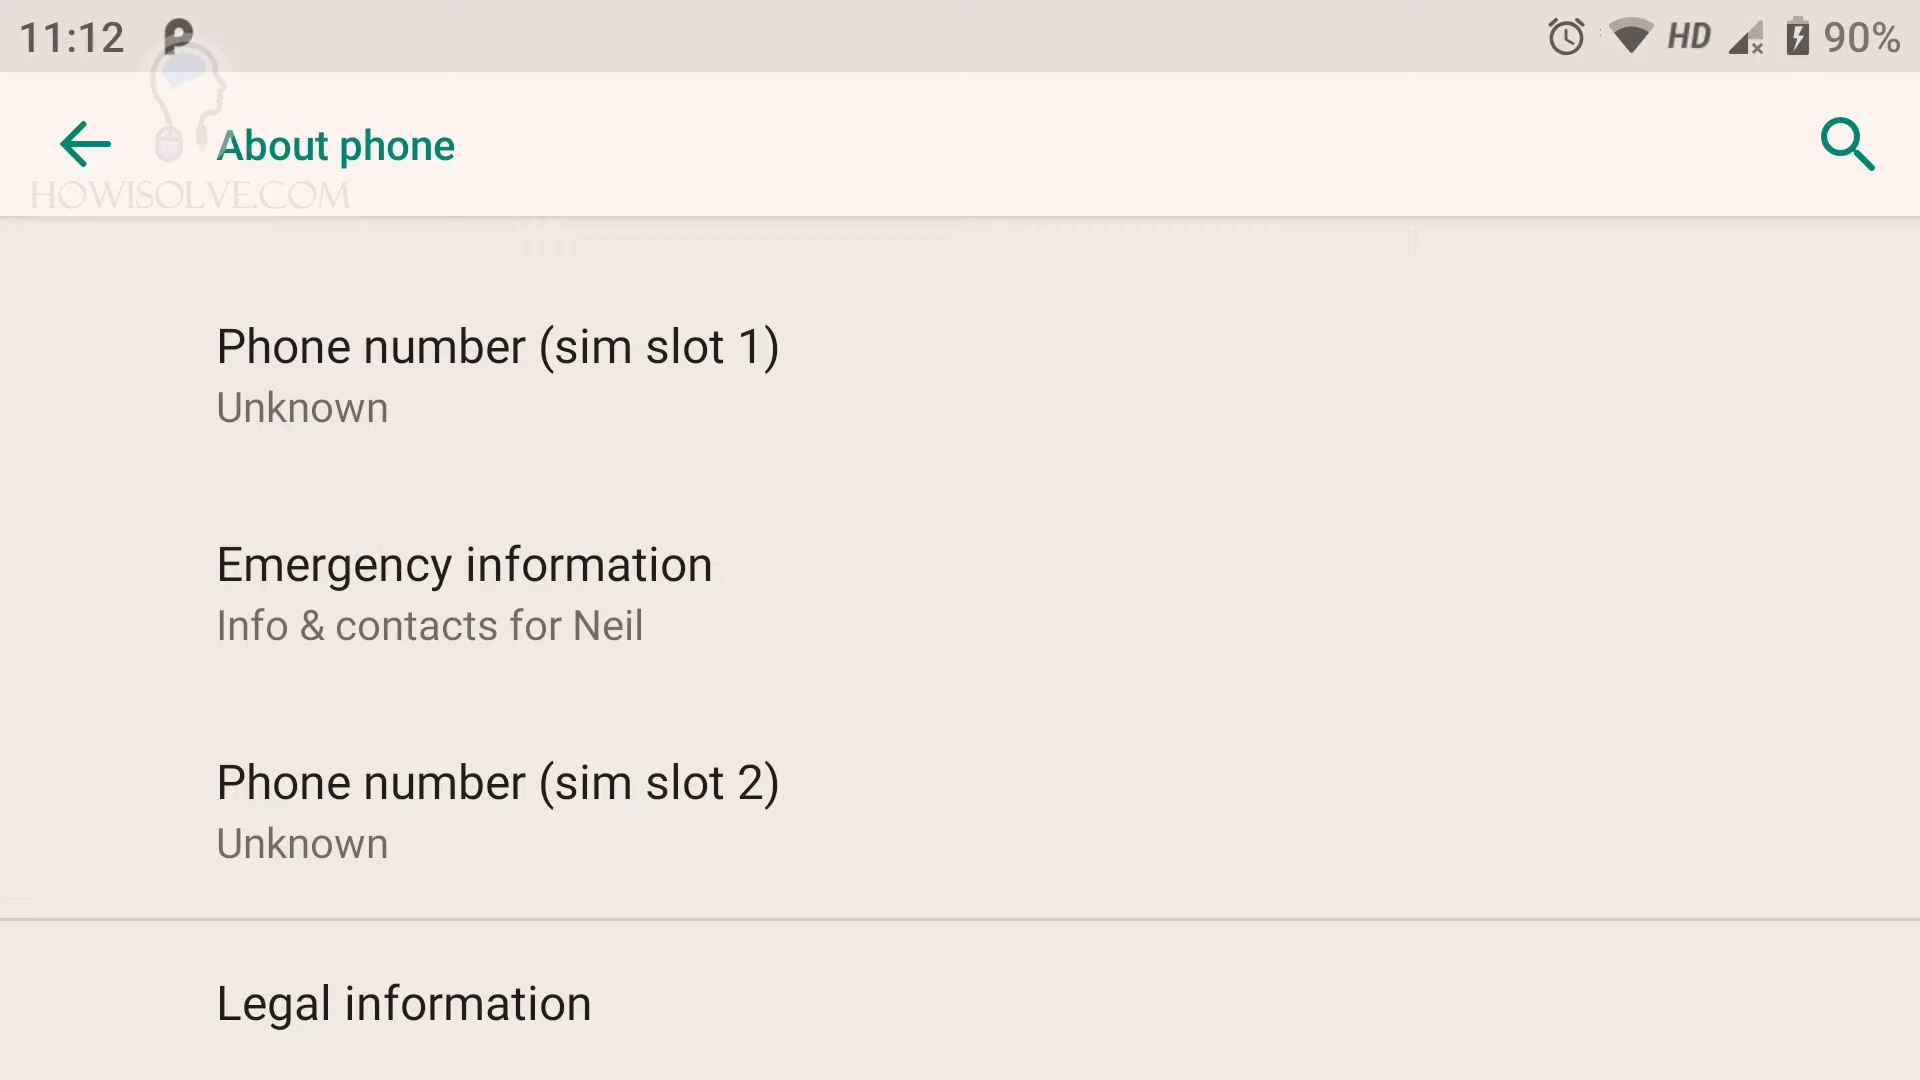 11:12 HD 90%
About phone
HOWISOLVE.COM
Phone number (sim slot 1)
Unknown
Emergency information
Info & contacts for Neil
Phone number (sim slot 2)
Unknown
Legal information